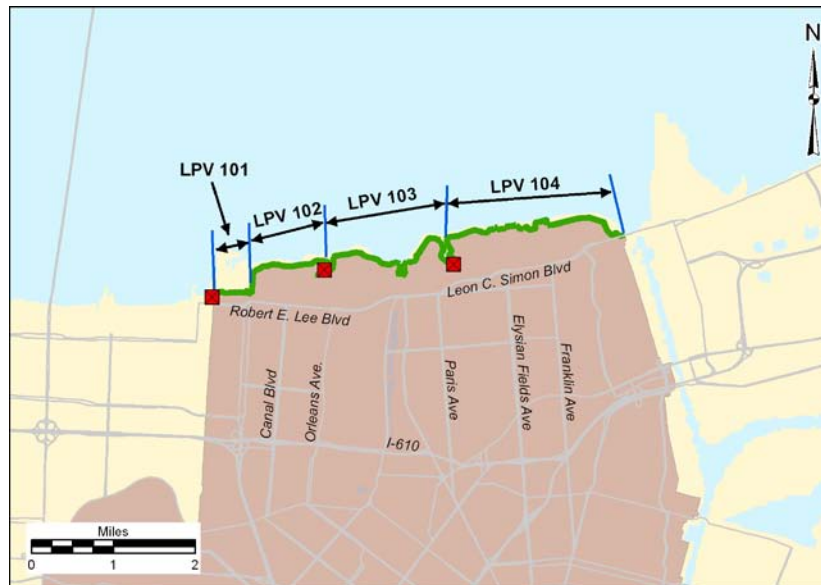 N
LPV 101
LPV 102
LPV 103
LPV 104
Leon C. Simon Blvd
Robert E. Lee Blvd
Canal Blvd
Orleans Ave.
Paris Ave
Elysian Fields Ave
Franklin Ave
I-610
Miles
0 1 2